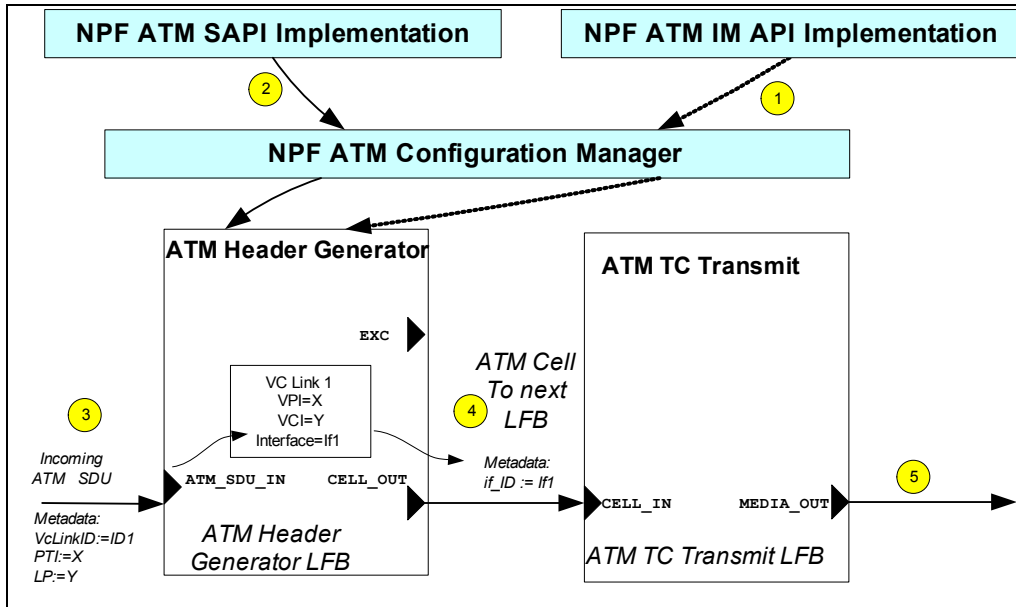 NPF ATM SAPI Implementation
NPF ATM IM API Implementation
2
1
NPF ATM Configuration Manager
ATM Header Generator
ATM TC Transmit
EXC
ATM Cell
To next
LFB
VC Link 1
VPI=X
VCI=Y
Interface=If1
3
4
Incoming
ATM SDU
Metadata:
if_ID := If1
5
ATM_SDU_IN
CELL_OUT
CELL_IN
MEDIA_OUT
Metadata:
VcLinkID:=ID1
PTI:=X
LP:=Y
ATM Header
Generator LFB
ATM TC Transmit LFB